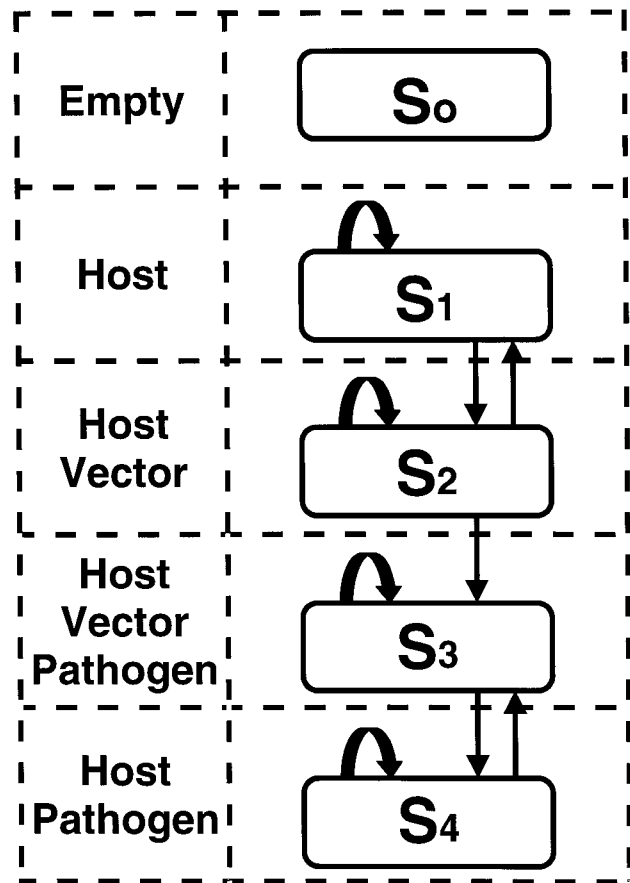 Empty
So
Host
S1
Host
Vector
S2
Host
Vector
Pathogen
S3
Host
Pathogen
S4